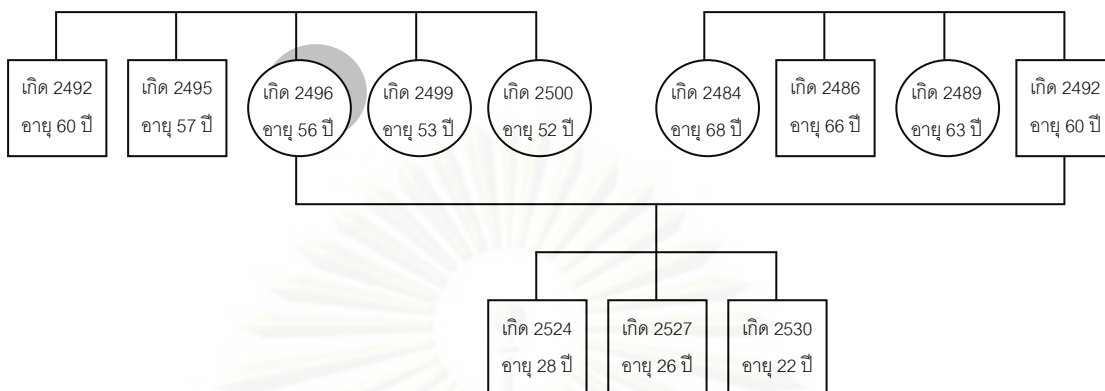 เกิด 2492
อายุ 60 ปี
เกิด 2495
อายุ 57 ปี
เกิด 2496
อายุ 56 ปี
เกิด 2499
อายุ 53 ปี
เกิด 2500
อายุ 52 ปี
เกิด 2484
อายุ 68 ปี
เกิด 2486
อายุ 66 ปี
เกิด 2489
อายุ 63 ปี
เกิด 2492
อายุ 60 ปี
เกิด 2524
อายุ 28 ปี
เกิด 2527
อายุ 26 ปี
เกิด 2530
อายุ 22 ปี